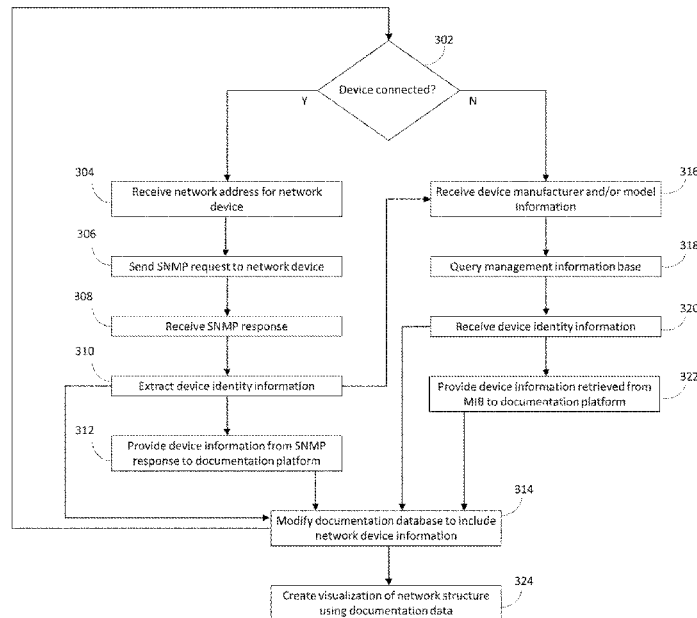 302
Device connected?
Y
N
304
Receive network address for network
device
316
Receive device manufacturer and/or model
information
306
Send SNMP request to network device
318
Query management information base
308
Receive SNMP response
320
Receive device identity information
310
Extract device identity information
322
Provide device information retrieved from
MIB to documentation platform
312
Provide device information from SNMP
response to documentation platform
314
Modify documentation database to include
network device information
324
Create visualization of network structure
using documentation data